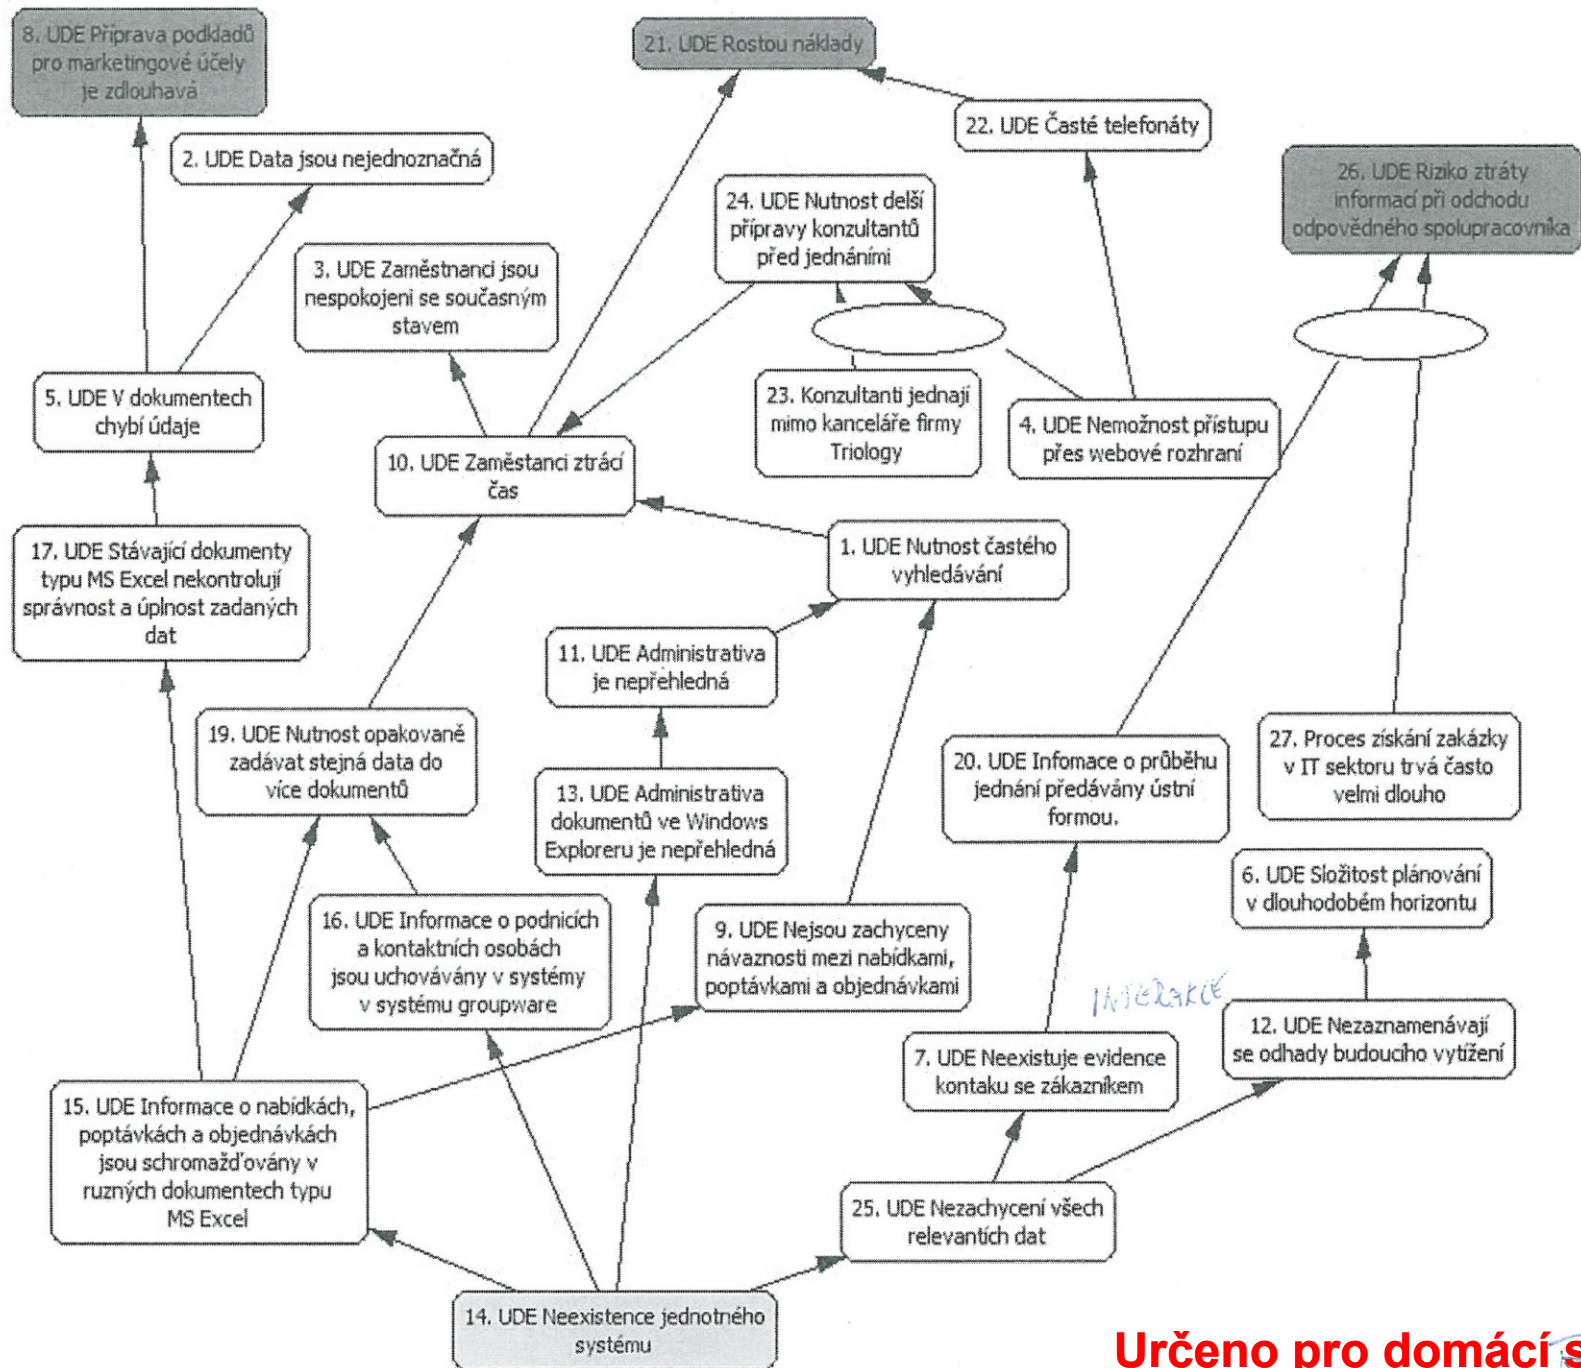 8. UDE Příprava podkladů
pro marketingové účely
je zdlouhavá
21. UDE Rostou náklady
22. UDE Časté telefonáty
2. UDE Data jsou nejednoznačná
26. UDE Riziko ztráty
informací při odchodu
odpovědného spolupracovníka
24. UDE Nutnost delší
přípravy konzultantů
před jednáními
3. UDE Zaměstnanci jsou
nespokojeni se současným
stavem
5. UDE V dokumentech
chybí údaje
23. Konzultanti jednají
mimo kanceláře firmy
Triology
4. UDE Nemožnost přístupu
přes webové rozhraní
10. UDE Zaměstanci ztrácí
čas
17. UDE Stávající dokumenty
typu MS Excel nekontrolují
správnost a úplnost zadaných
dat
1. UDE Nutnost častého
vyhledávání
11. UDE Administrativa
je nepřehledná
19. UDE Nutnost opakovaně
zadávat stejná data do
více dokumentů
20. UDE Infomace o průběhu
jednání předávány ústní
formou.
27. Proces získání zakázky
v IT sektoru trvá často
velmi dlouho
13. UDE Administrativa
dokumentů ve Windows
Exploreru je nepřehledná
6. UDE Složitost plánování
v dlouhodobém horizontu
16. UDE Informace o podnicích
a kontaktních osobách
jsou uchovávány v systémy
v systému groupware
9. UDE Nejsou zachyceny
návaznosti mezi nabídkami,
poptávkami a objednávkami
INTERAKCE
12. UDE Nezaznamenávají
se odhady budoucího vytížení
7. UDE Neexistuje evidence
kontaku se zákazníkem
15. UDE Informace o nabídkách,
poptávkách a objednávkách
jsou schromažďovány v
ruzných dokumentech typu
MS Excel
25. UDE Nezachycení všech
relevantích dat
14. UDE Neexistence jednotného
systému
Určeno pro domácí s